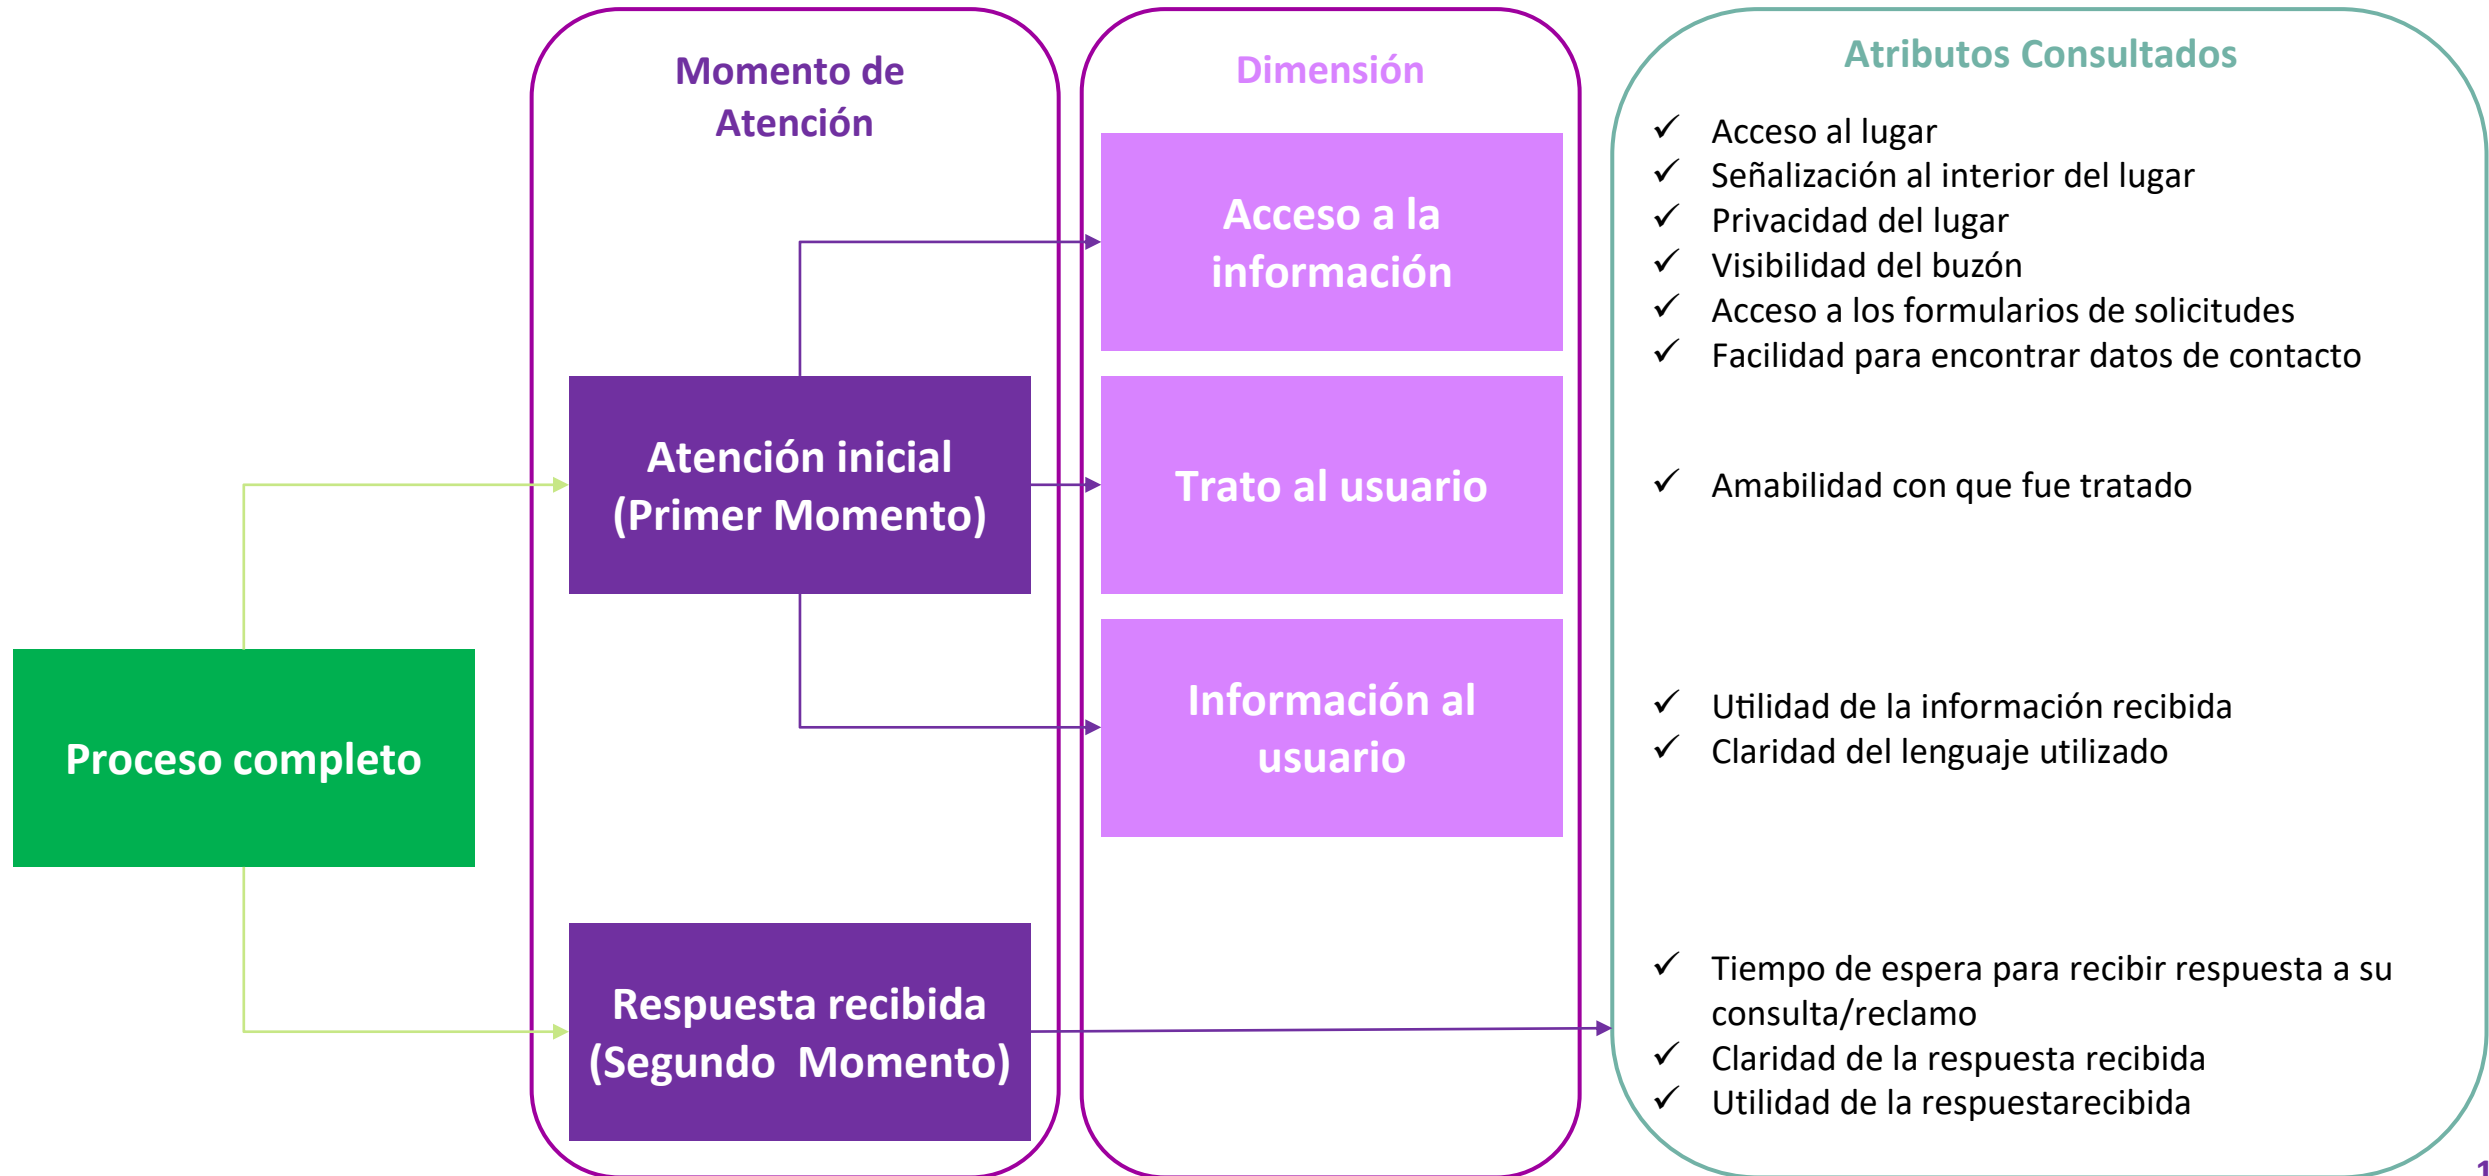 Momento de
Atención
Dimensión
Atributos Consultados
Acceso a la
información
✓ Acceso al lugar
✓ Señalización al interior del lugar
✓ Privacidad del lugar
✓ Visibilidad del buzón
✓ Acceso a los formularios de solicitudes
✓ Facilidad para encontrar datos de contacto
Atención inicial
(Primer Momento)
Trato al usuario
✓ Amabilidad con que fue tratado
Proceso completo
Información al
usuario
✓ Utilidad de la información recibida
✓ Claridad del lenguaje utilizado
Respuesta recibida
(Segundo  Momento)
✓ Tiempo de espera para recibir respuesta a su
consulta/reclamo
✓ Claridad de la respuesta recibida
✓ Utilidad de la respuestarecibida